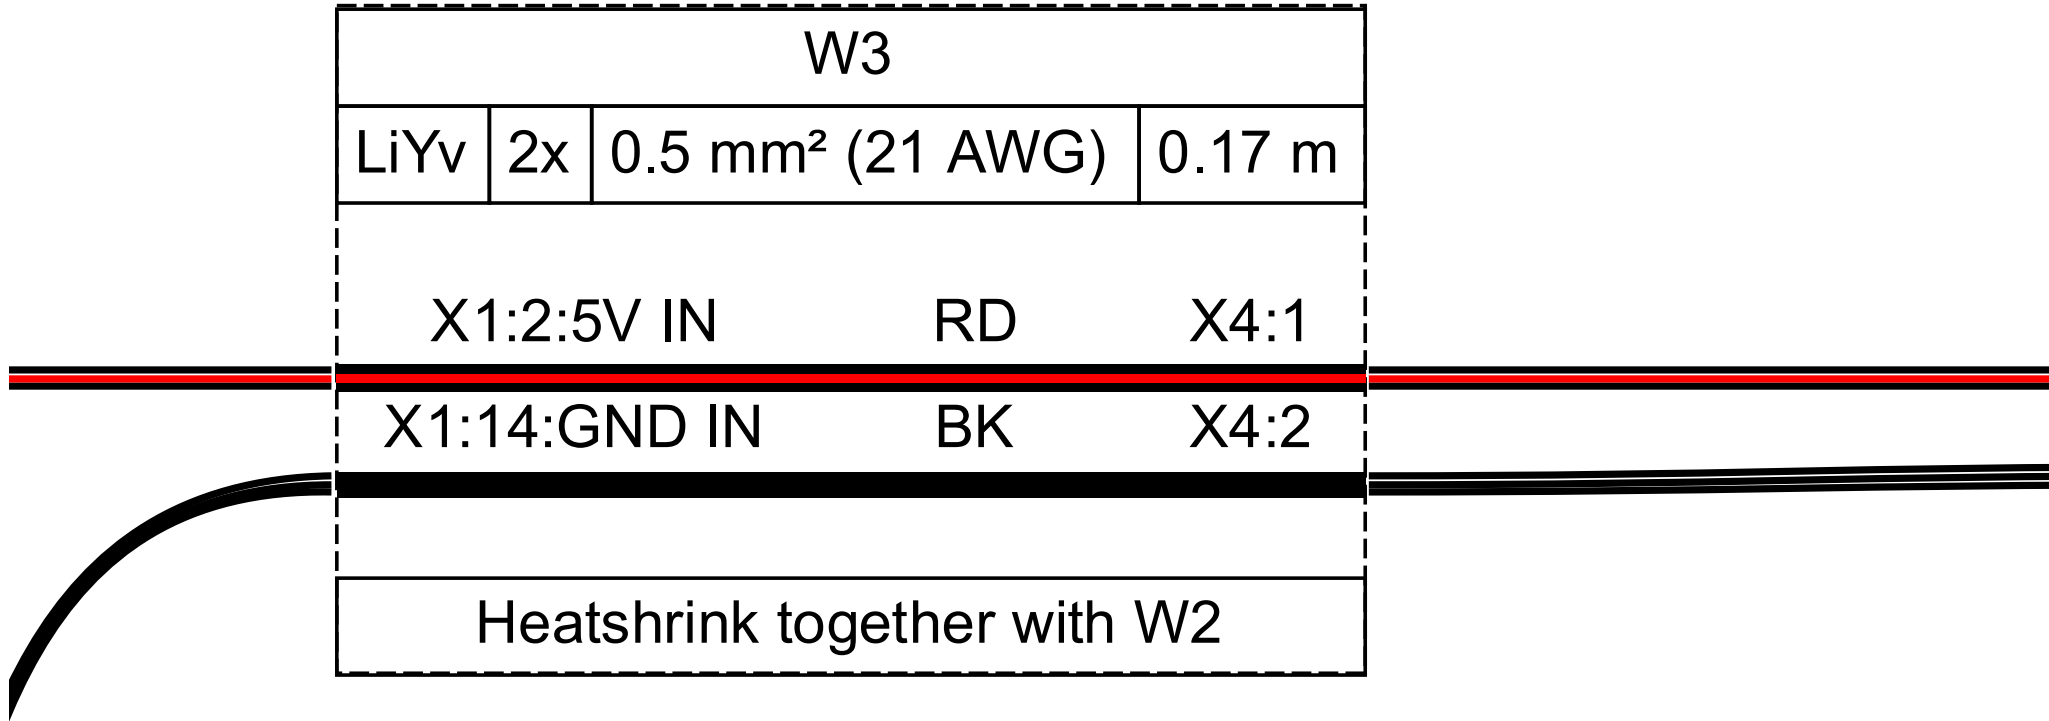 W3
LiYv 2x 0.5 mm² (21 AWG) 0.17 m
X1:2:5V IN RD X4:1
X1:14:GND IN BK X4:2
Heatshrink together with W2